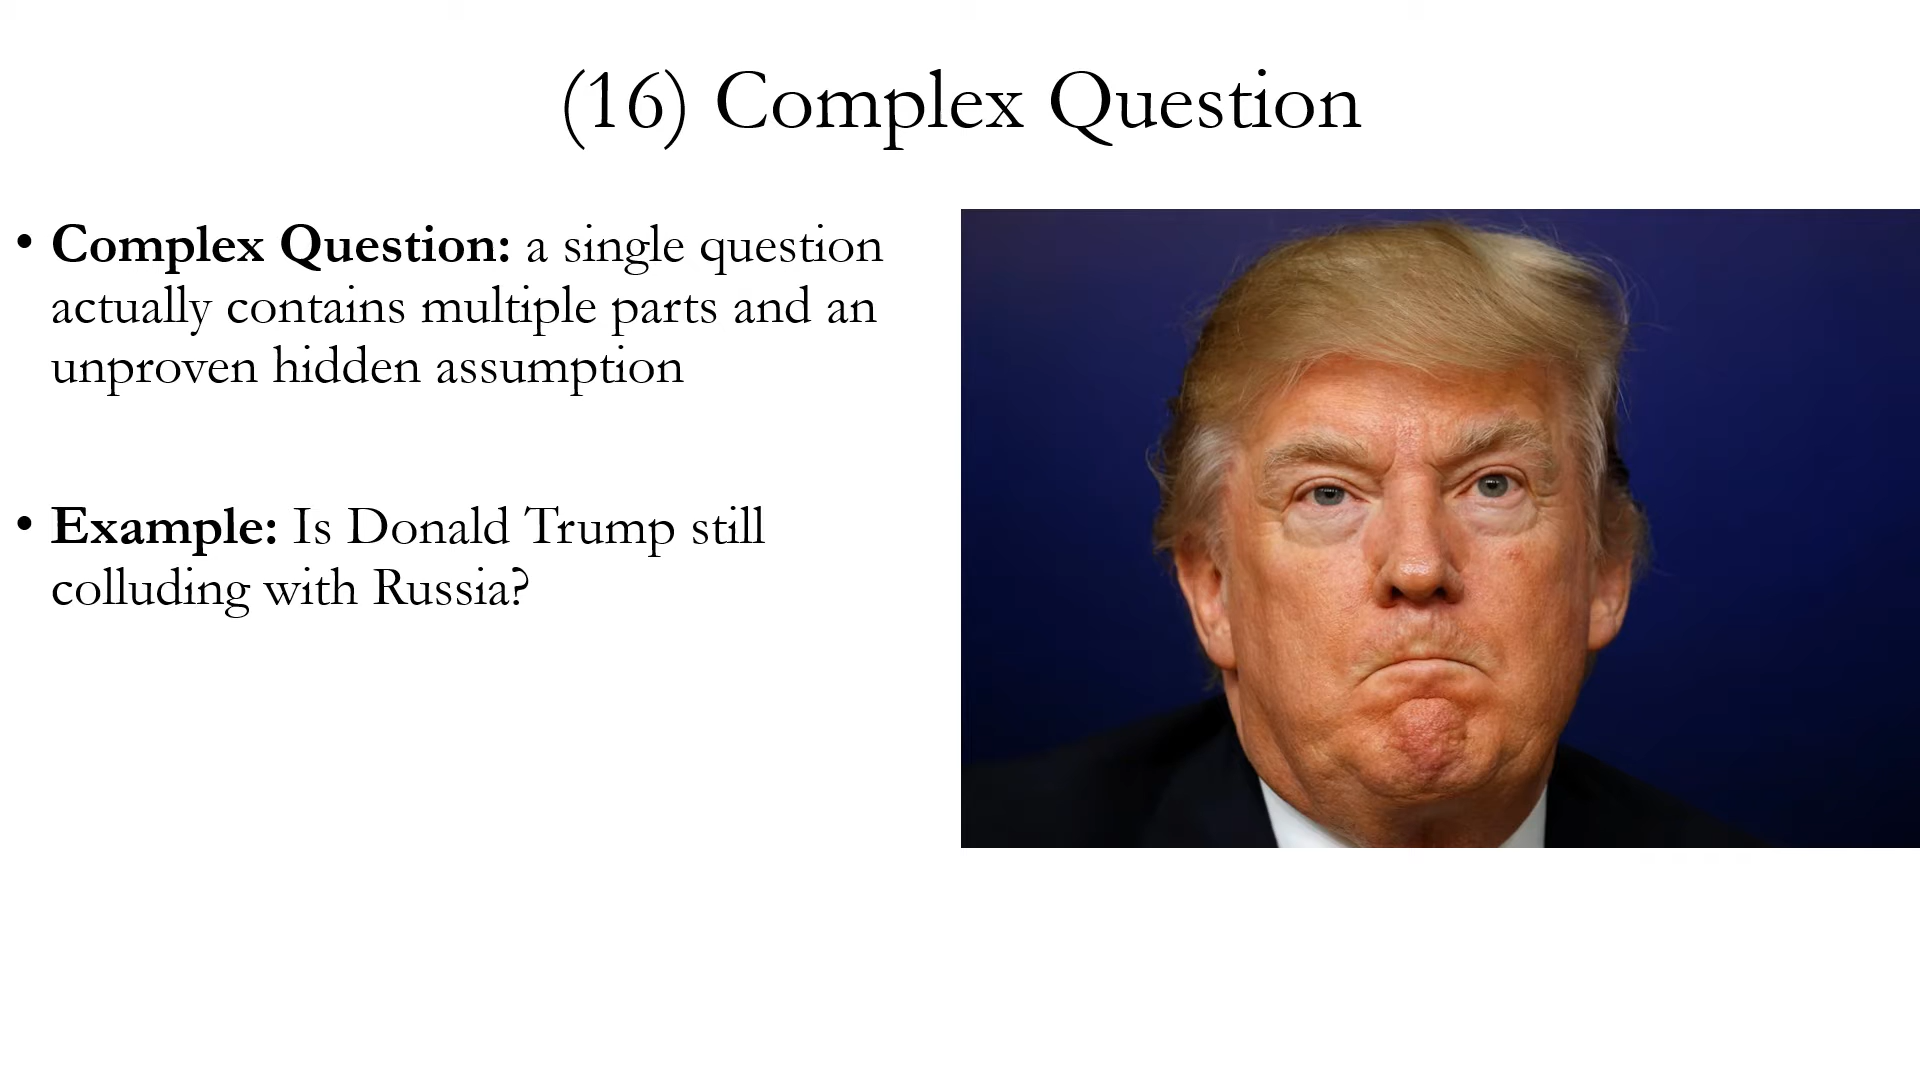 (16) Complex Question
• Complex Question: a single question
actually contains multiple parts and an
unproven hidden assumption
• Example: Is Donald Trump still
colluding with Russia?